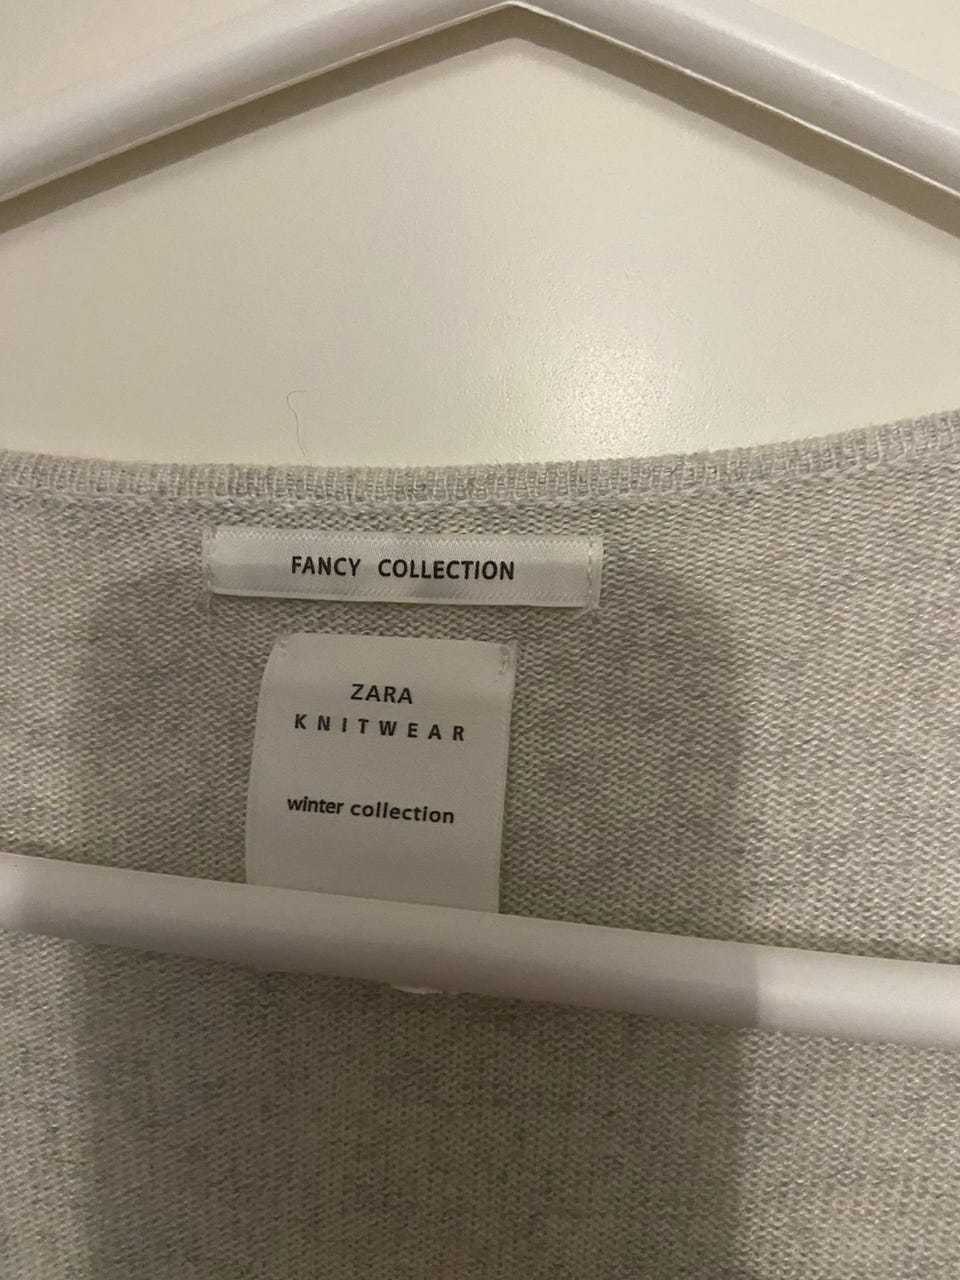 FANCY COLLECTION
ZARA
KNITWEAR
winter collection